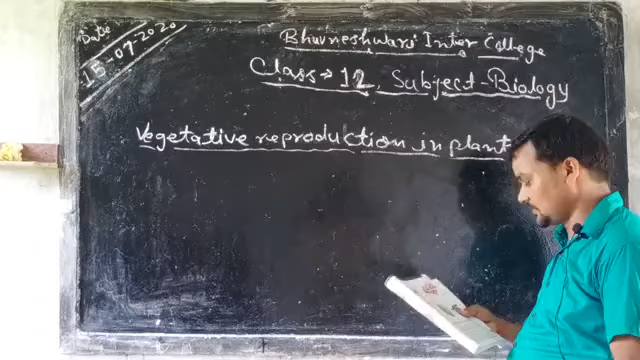 Date
15-07-2020
Bhuvneshwari Inter College
Class → 12, Subject-Biology
Vegetative reproduction in plant